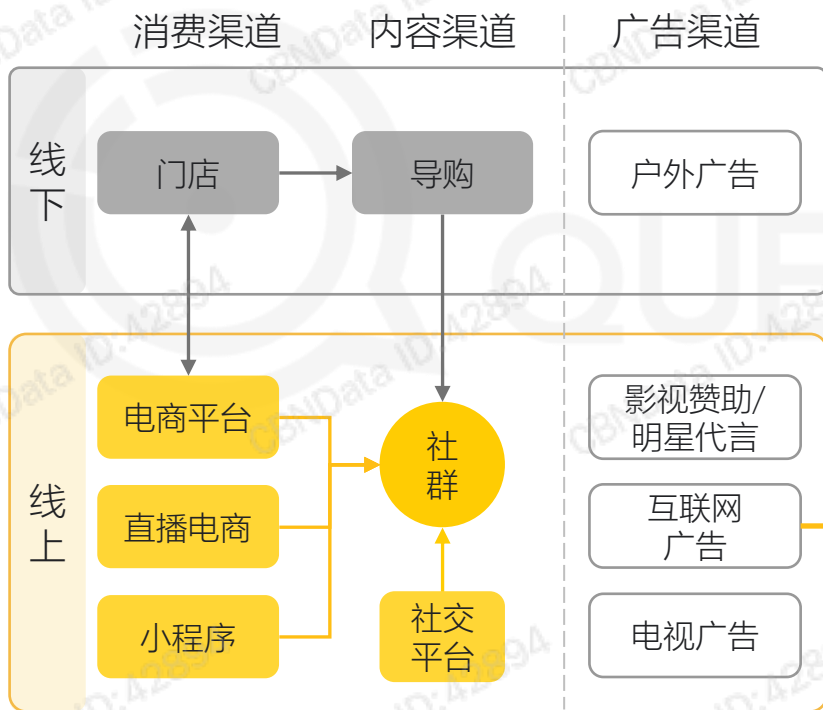 消费渠道 内容渠道 广告渠道
线下
门店 导购 户外广告
线上
电商平台
社群
影视赞助/
明星代言
直播电商
互联网
广告
小程序
社交
平台
电视广告
CBNData ID:42894
QUE